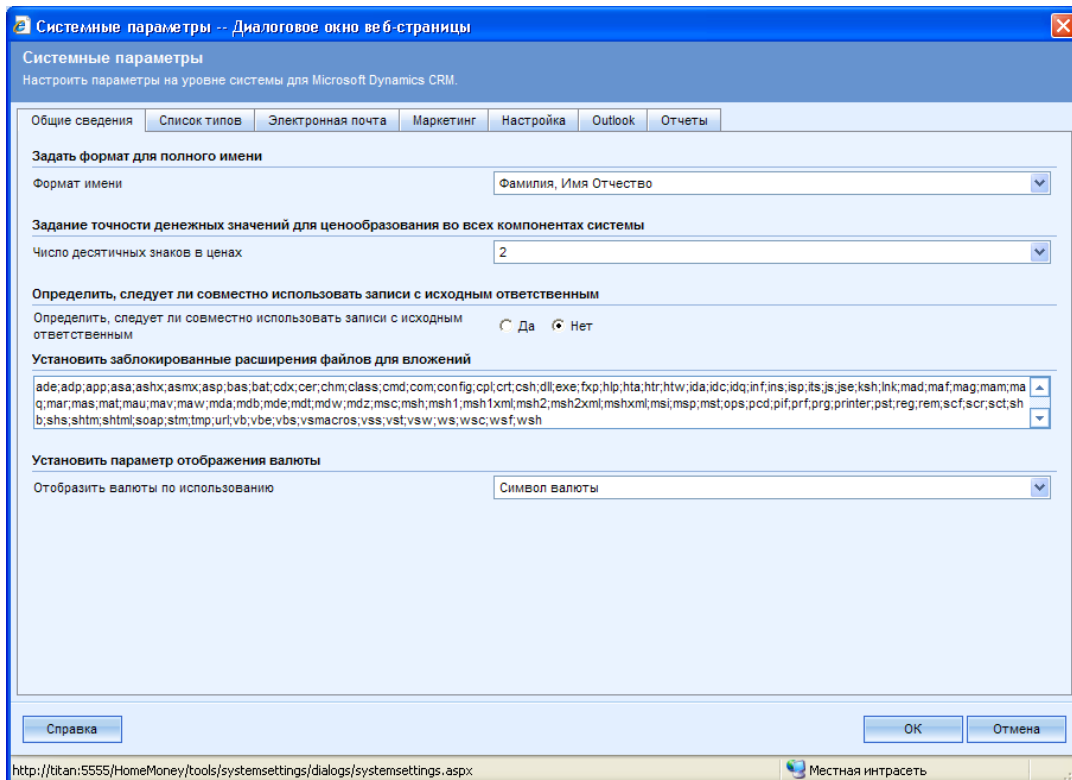 Системные параметры -- Диалоговое окно веб-страницы
Системные параметры
Настроить параметры на уровне системы для Microsoft Dynamics CRM.
Общие сведения Список типов Электронная почта Маркетинг Настройка Outlook Отчеты
Задать формат для полного имени
Формат имени Фамилия, Имя Отчество
Задание точности денежных значений для ценообразования во всех компонентах системы
Число десятичных знаков в ценах 2
Определить, следует ли совместно использовать записи с исходным ответственным
Определить, следует ли совместно использовать записи с исходным
ответственным Да Нет
Установить заблокированные расширения файлов для вложений
ade;adp;app;asa;ashx;asmx;asp;bas;bat;cdx;cer;chm;class;cmd;com;config;cpl;crt;csh;dll;exe;fxp;hlp;hta;htr;htw;ida;idc;idq;inf;ins;isp;its;js;jse;ksh;lnk;mad;maf;mag;mam;ma
q;mar;mas;mat;mau;mav;maw;mda;mdb;mde;mdt;mdw;mdz;msc;msh;msh1;msh1xml;msh2;msh2xml;mshxml;msi;msp;mst;ops;pcd;pif;prf;prg;printer;pst;reg;rem;scf;scr;sct;sh
b;shs;shtm;shtml;soap;stm;tmp;url;vb;vbe;vbs;vsmacros;vss;vst;vsw;ws;wsc;wsf;wsh
Установить параметр отображения валюты
Отобразить валюты по использованию Символ валюты
Справка ОК Отмена
http://titan:5555/HomeMoney/tools/systemsettings/dialogs/systemsettings.aspx Местная интрасеть